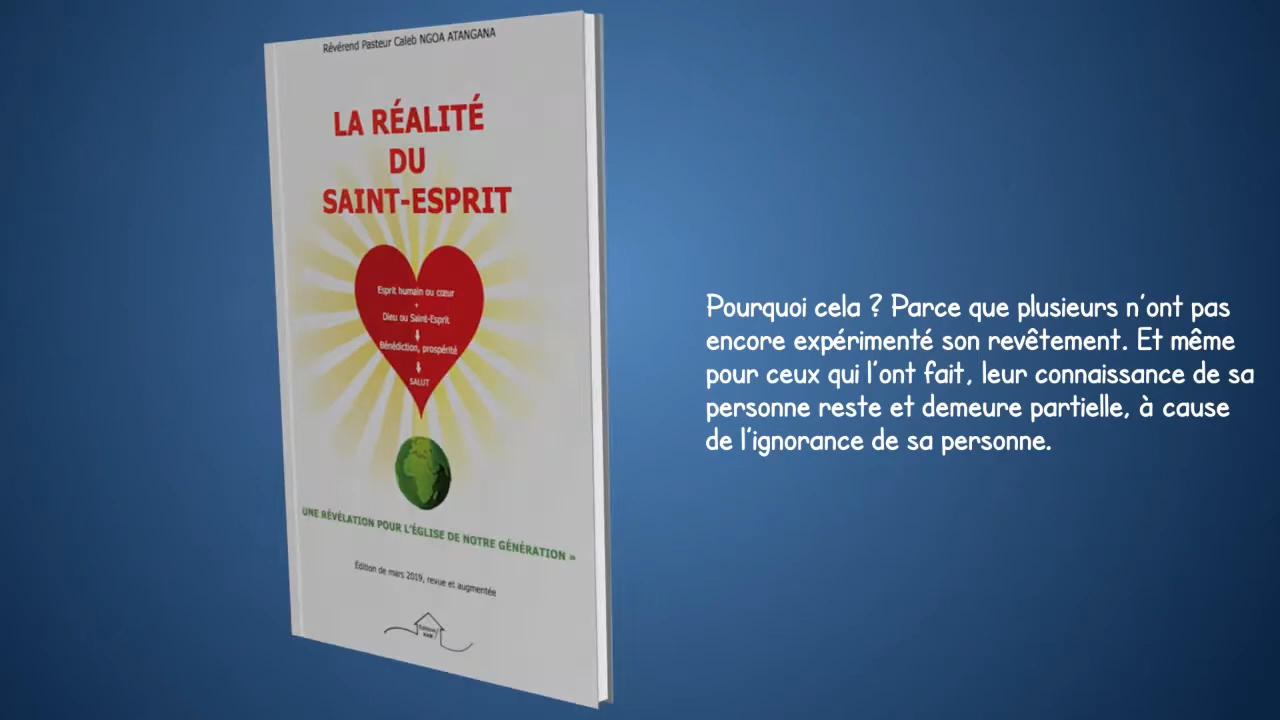 Révérend Pasteur Caleb NGOA ATANGANA
LA RÉALITÉ
DU
SAINT-ESPRIT
Esprit humain ou cœur
+
Dieu ou Saint-Esprit
Bénédiction, prospérité
SALUT
UNE RÉVÉLATION POUR L'ÉGLISE DE NOTRE GÉNÉRATION »
Édition de mars 2019, revue et augmentée
Éditions
Pourquoi cela ? Parce que plusieurs n'ont pas
encore expérimenté son revêtement. Et même
pour ceux qui l'ont fait, leur connaissance de sa
personne reste et demeure partielle, à cause
de l'ignorance de sa personne.